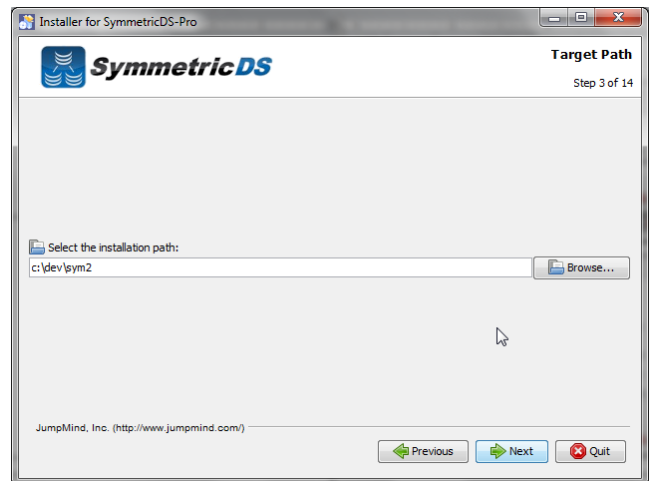 Installer for SymmetricDS-Pro
SymmetricDS
Target Path
Step 3 of 14
Select the installation path:
c:\dev\sym2
Browse...
JumpMind, Inc. (http://www.jumpmind.com/)
Previous
Next
Quit